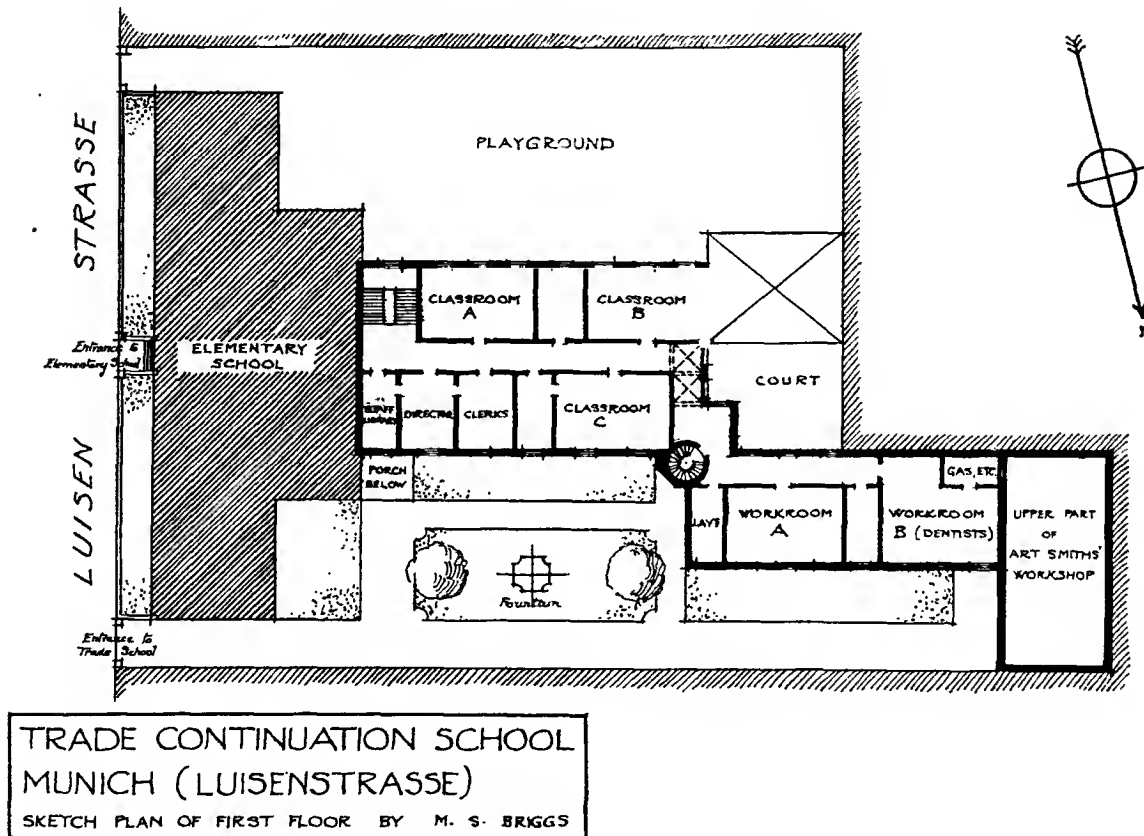 LUISEN STRASSE
PLAYGROUND
CLASSROOM
A
CLASSROOM
B
Entrance to
Elementary School
ELEMENTARY
SCHOOL
COURT
STAFF
DIRECTOR
CLERKS
CLASSROOM
C
PORCH
BELOW
GAS, ETC.
LAVS
WORKROOM
A
WORKROOM
B (DENTISTS)
UPPER PART
OF
ART SMITHS'
WORKSHOP
Fountain
Entrance to
Trade School
TRADE CONTINUATION SCHOOL
MUNICH (LUISENSTRASSE)
SKETCH PLAN OF FIRST FLOOR BY M. S. BRIGGS